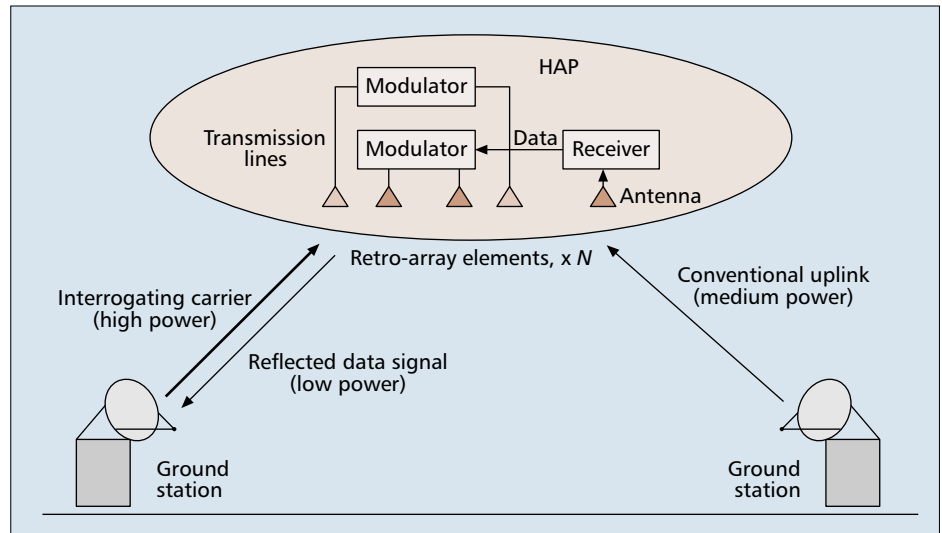 HAP
Modulator
Transmission
lines
Modulator
Data
Receiver
Antenna
Retro-array elements, x N
Interrogating carrier
(high power)
Conventional uplink
(medium power)
Reflected data signal
(low power)
Ground
station
Ground
station